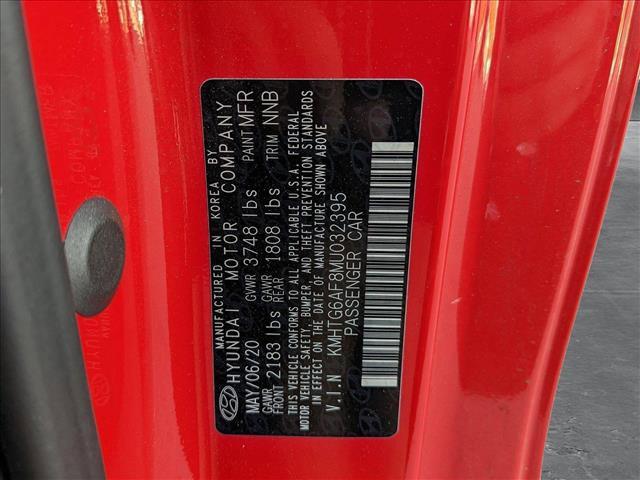 MANUFACTURED IN KOREA BY
HYUNDAI MOTOR COMPANY
MAY/06/20 GVWR 3748 lbs PAINT MFR
GAWR FRONT 2183 lbs GAWR REAR 1808 lbs TRIM NNB
THIS VEHICLE CONFORMS TO ALL APPLICABLE U.S.A. FEDERAL
MOTOR VEHICLE SAFETY, BUMPER, AND THEFT PREVENTION STANDARDS
IN EFFECT ON THE DATE OF MANUFACTURE SHOWN ABOVE
V.I.N KMHTG6AF8MU032395
PASSENGER CAR